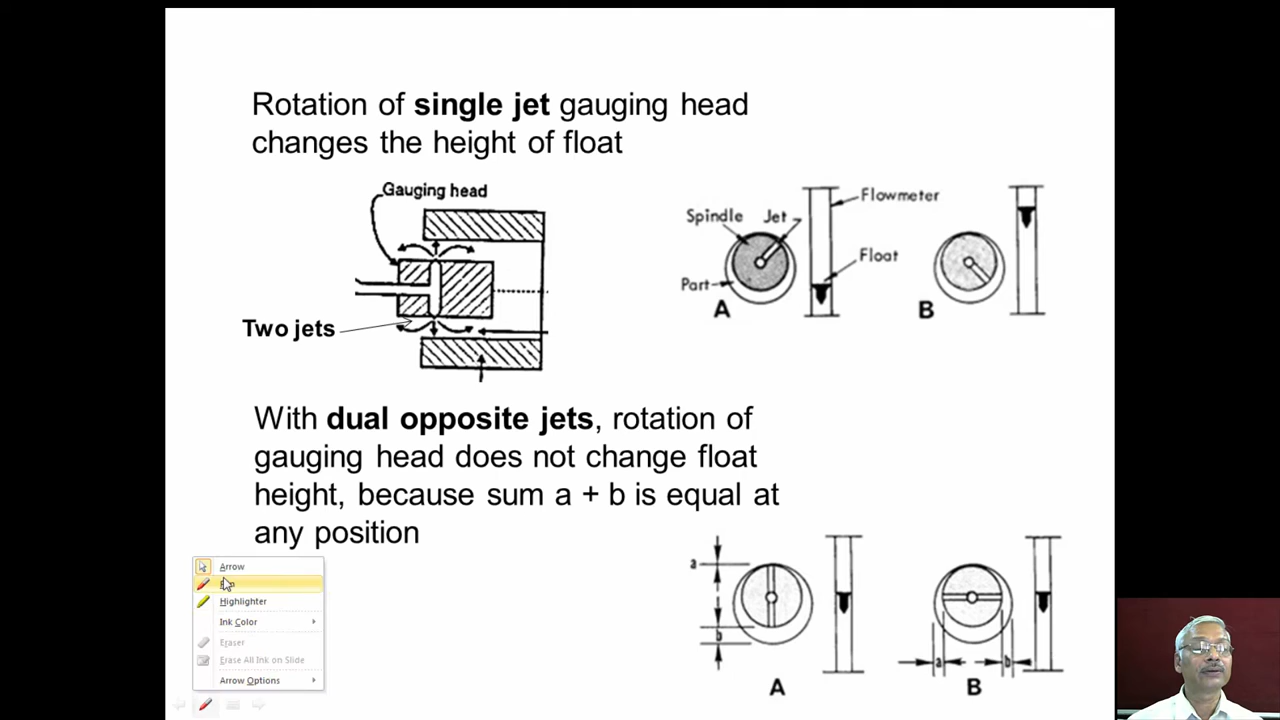 Rotation of single jet gauging head
changes the height of float
Gauging head
Two jets
Spindle
Jet
Flowmeter
Float
Part
A
B
With dual opposite jets, rotation of
gauging head does not change float
height, because sum a + b is equal at
any position
a
b
A
a
b
B
Arrow
Highlighter
Ink Color
Eraser
Erase All Ink on Slide
Arrow Options